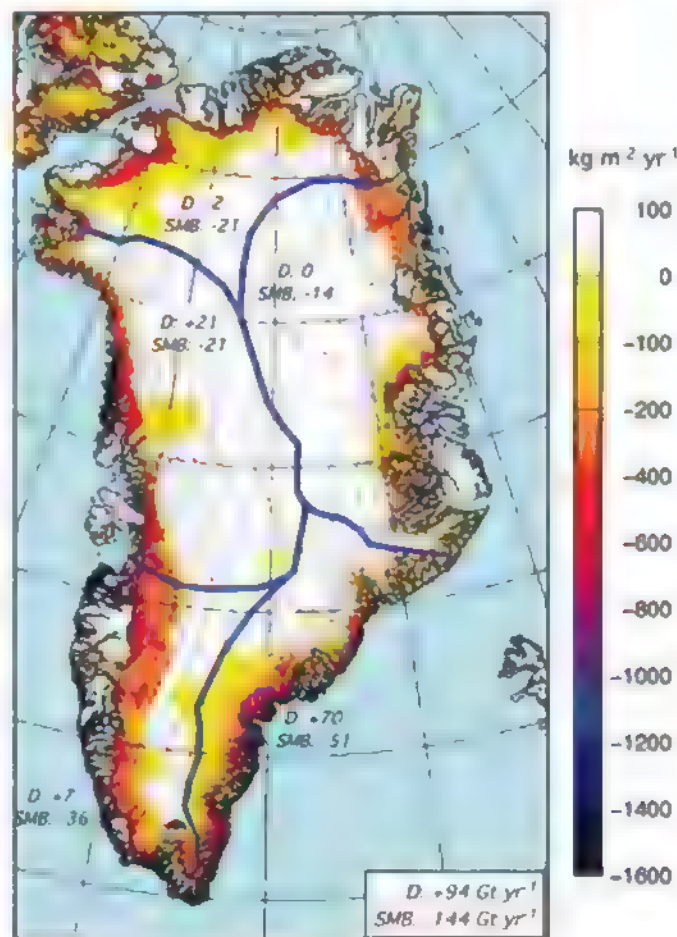 kg m 2 yr 1
100
0
-100
-200
-400
-600
-800
-1000
-1200
-1400
-1600
D: 2
SMB: -21
D: 0
SMB: -14
D: +21
SMB: -21
D: +70
SMB: 51
D: +7
SMB: 36
D: +94 Gt yr 1
SMB: 144 Gt yr 1